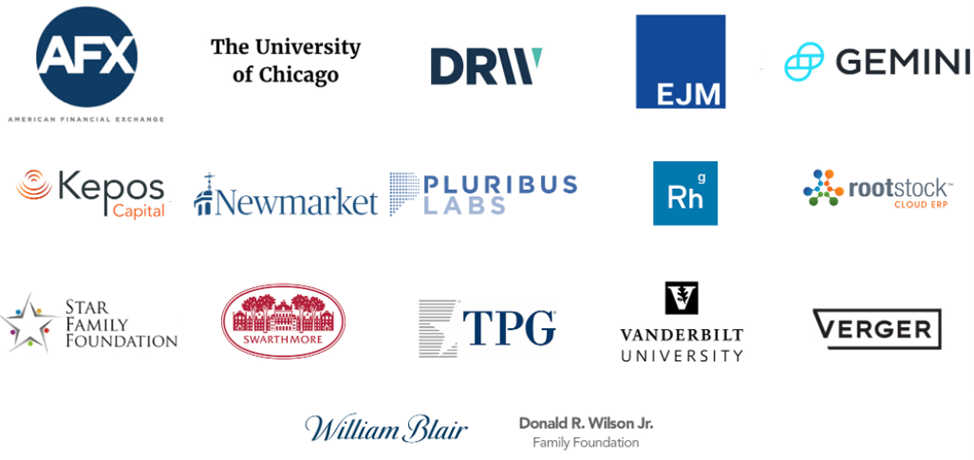 AFX
AMERICAN FINANCIAL EXCHANGE
The University
of Chicago
DRW
EJM
GEMINI
Kepos
Capital
Newmarket
PLURIBUS
LABS
Rh
g
rootstock™
CLOUD ERP
STAR
FAMILY
FOUNDATION
SWARTHMORE
TPG
V
VANDERBILT
UNIVERSITY
VERGER
William Blair
Donald R. Wilson Jr.
Family Foundation